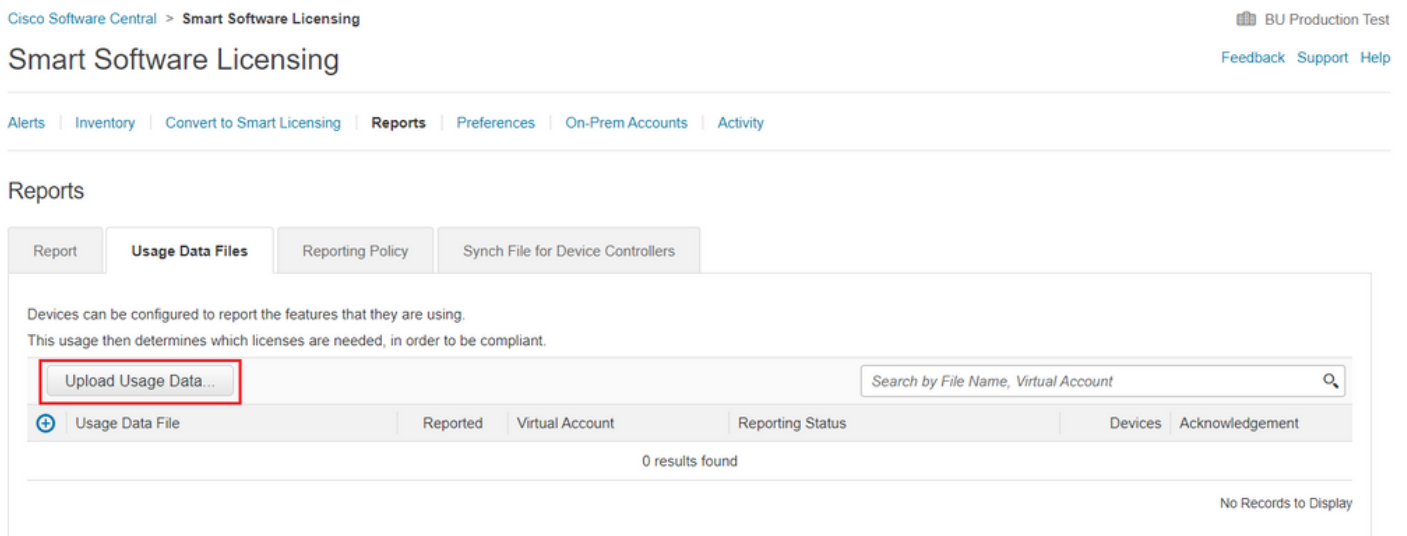 Cisco Software Central > Smart Software Licensing
BU Production Test
Smart Software Licensing
Feedback Support Help
Alerts | Inventory | Convert to Smart Licensing | Reports | Preferences | On-Prem Accounts | Activity
Reports
Report
Usage Data Files
Reporting Policy
Synch File for Device Controllers
Devices can be configured to report the features that they are using.
This usage then determines which licenses are needed, in order to be compliant.
Upload Usage Data...
Search by File Name, Virtual Account
Usage Data File Reported Virtual Account Reporting Status Devices Acknowledgement
0 results found
No Records to Display